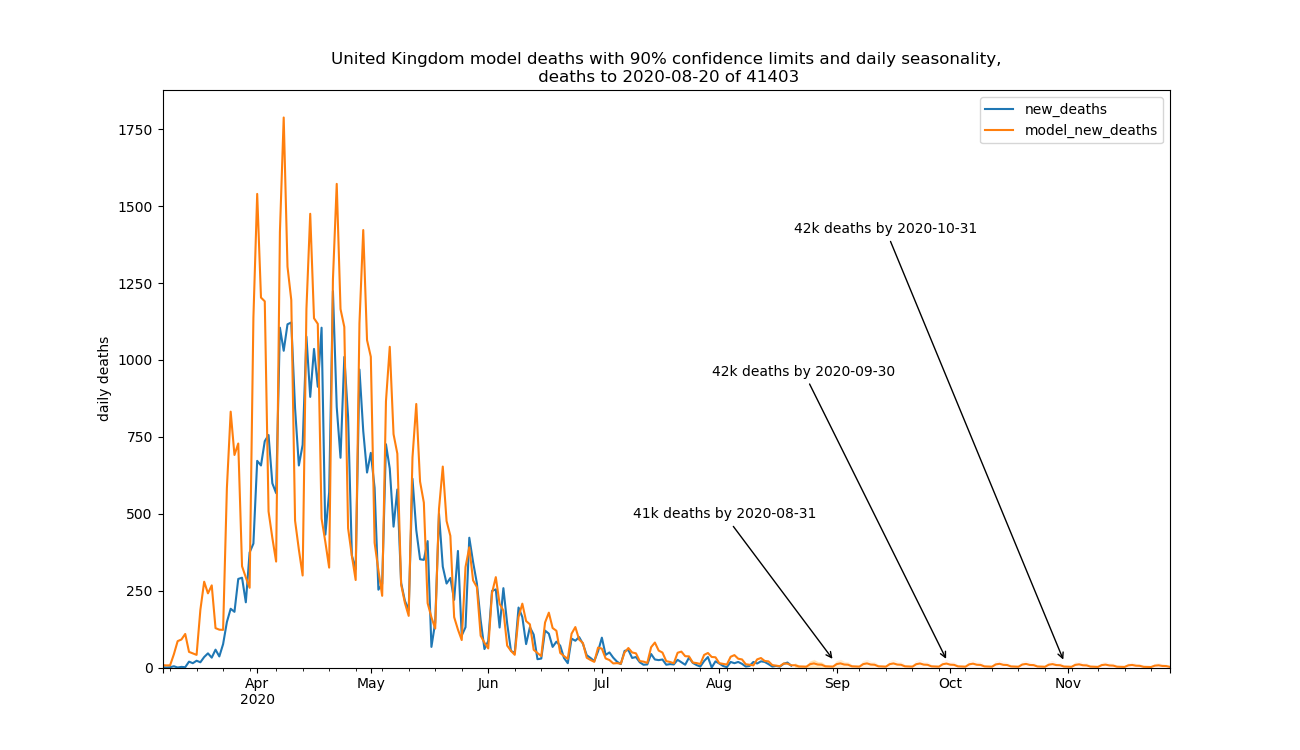 United Kingdom model deaths with 90% confidence limits and daily seasonality,
deaths to 2020-08-20 of 41403
new_deaths
model_new_deaths
1750
1500
1250
1000
750
500
250
0
daily deaths
42k deaths by 2020-10-31
42k deaths by 2020-09-30
41k deaths by 2020-08-31
Apr
2020
May
Jun
Jul
Aug
Sep
Oct
Nov